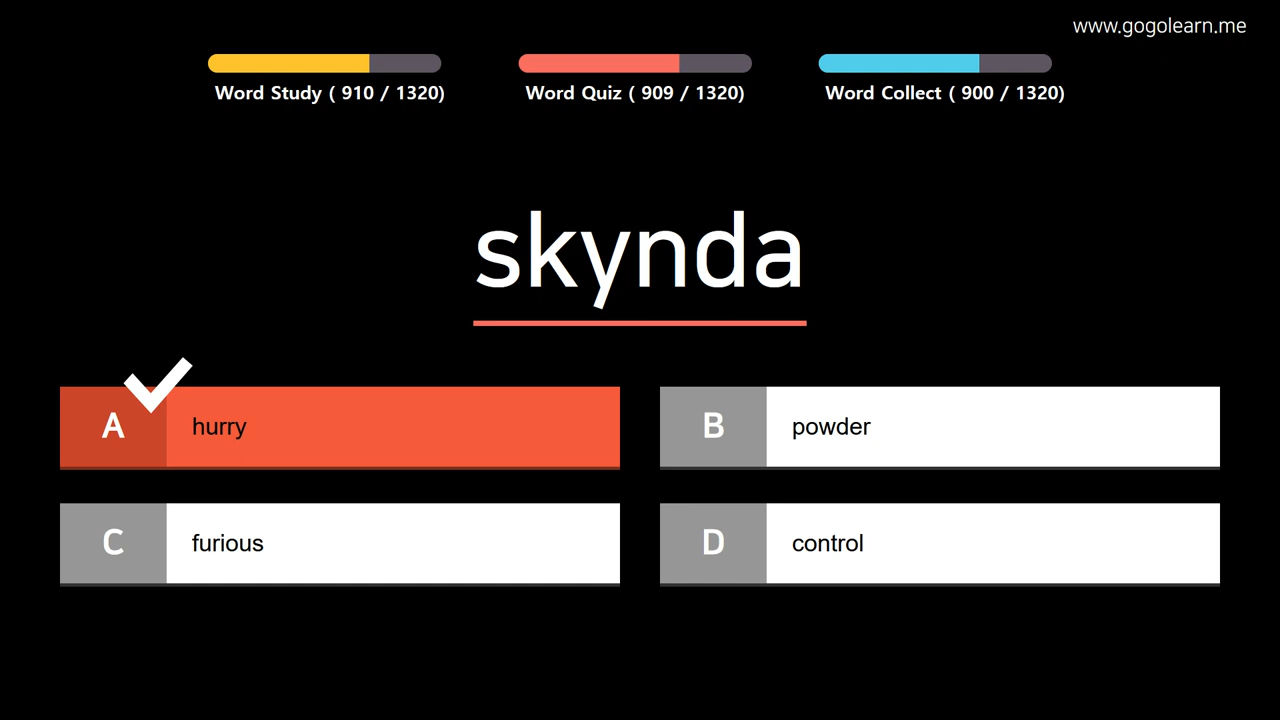 www.gogolearn.me
Word Study ( 910 / 1320)
Word Quiz ( 909 / 1320)
Word Collect ( 900 / 1320)
skynda
A hurry
B powder
C furious
D control